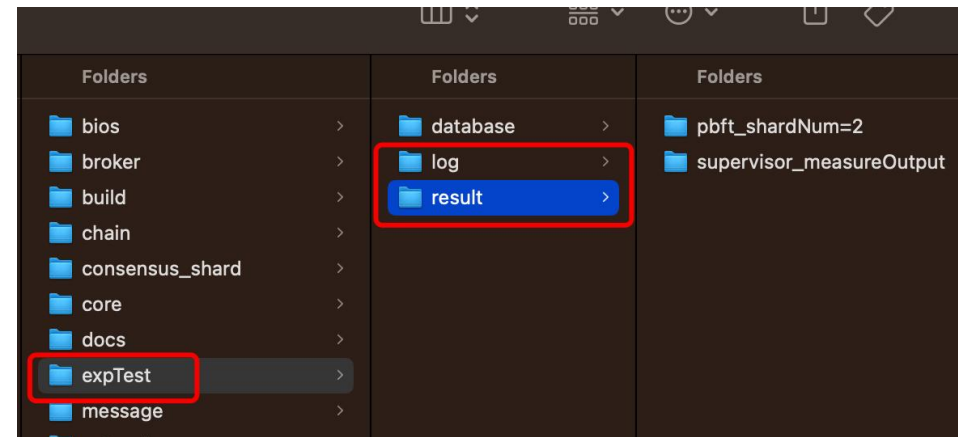 Folders
bios
broker
build
chain
consensus_shard
core
docs
expTest
message
Folders
database
log
result
Folders
pbft_shardNum=2
supervisor_measureOutput